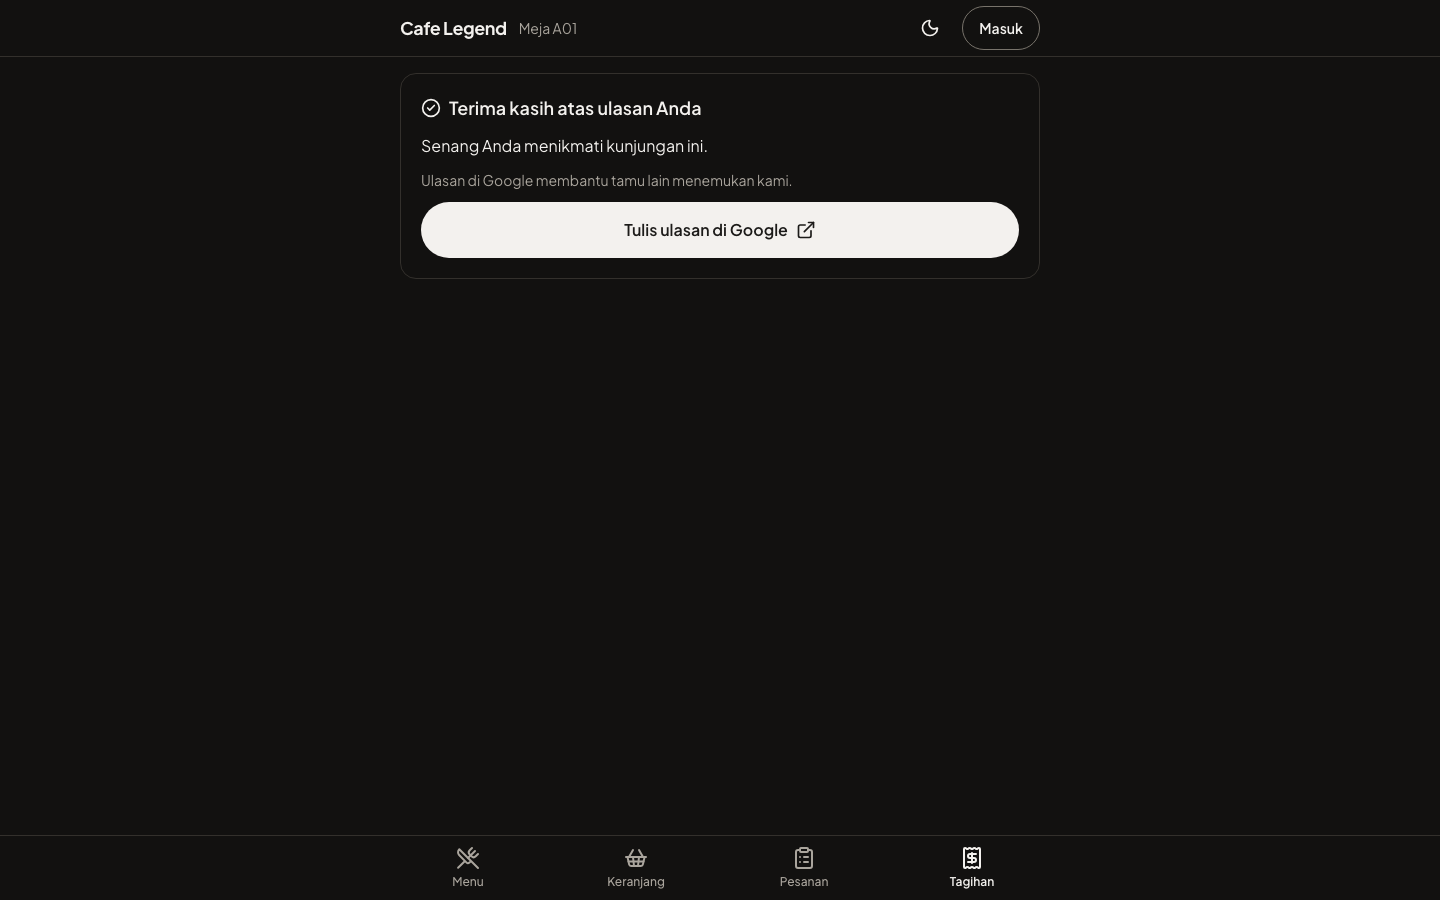 Cafe Legend Meja A01 Masuk
Terima kasih atas ulasan Anda
Senang Anda menikmati kunjungan ini.
Ulasan di Google membantu tamu lain menemukan kami.
Tulis ulasan di Google
Menu Keranjang Pesanan Tagihan